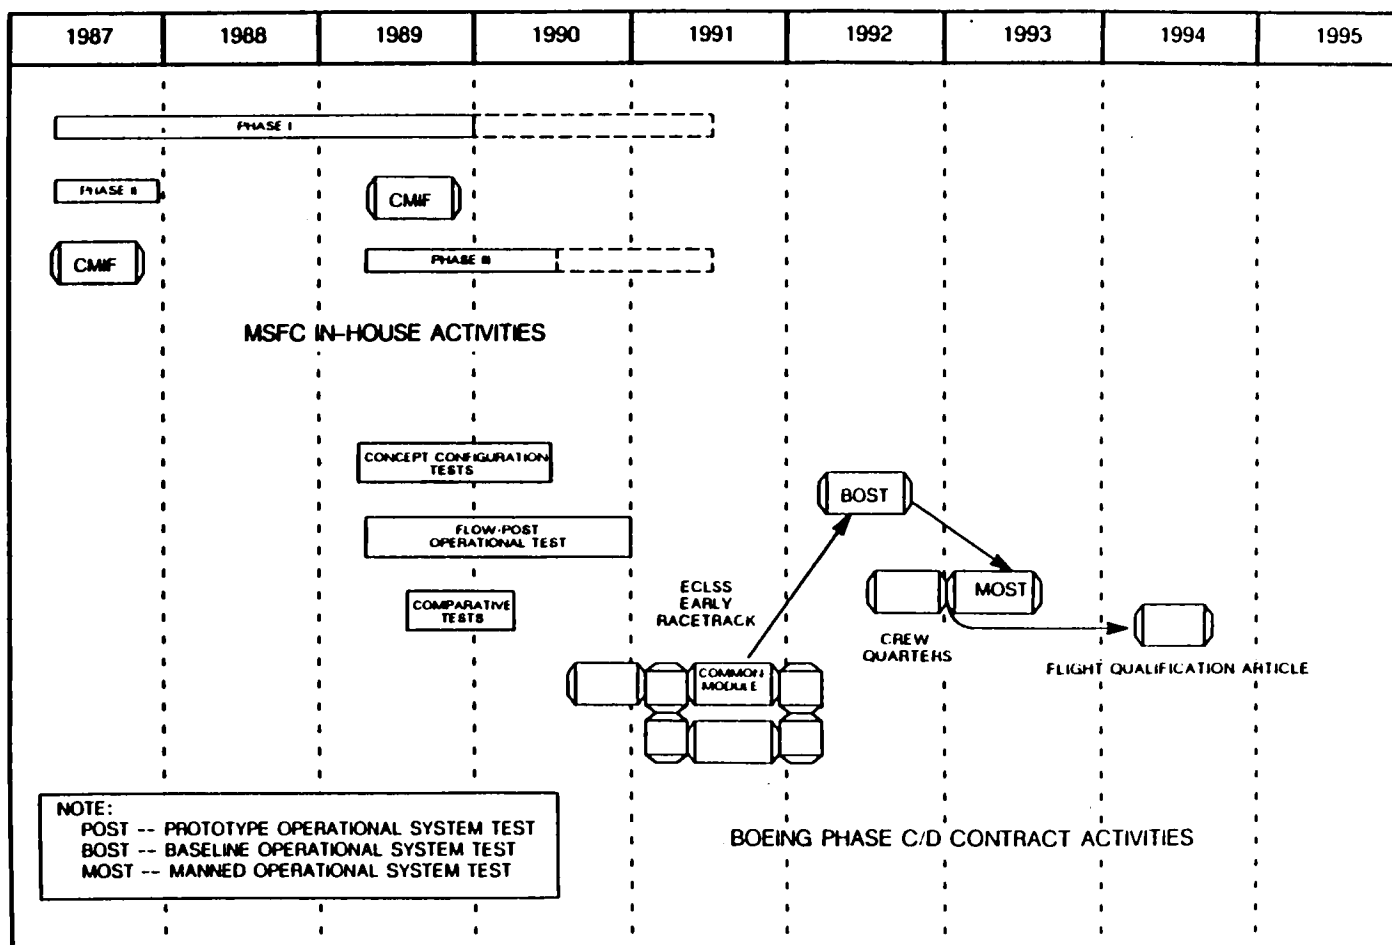 1987 1988 1989 1990 1991 1992 1993 1994 1995
PHASE I
PHASE II
CMIF
CMIF
PHASE III
MSFC IN-HOUSE ACTIVITIES
CONCEPT CONFIGURATION
TESTS
FLOW-POST
OPERATIONAL TEST
COMPARATIVE
TESTS
ECLSS
EARLY
RACETRACK
COMMON
MODULE
BOST
MOST
CREW
QUARTERS
FLIGHT QUALIFICATION ARTICLE
NOTE:
POST -- PROTOTYPE OPERATIONAL SYSTEM TEST
BOST -- BASELINE OPERATIONAL SYSTEM TEST
MOST -- MANNED OPERATIONAL SYSTEM TEST
BOEING PHASE C/D CONTRACT ACTIVITIES